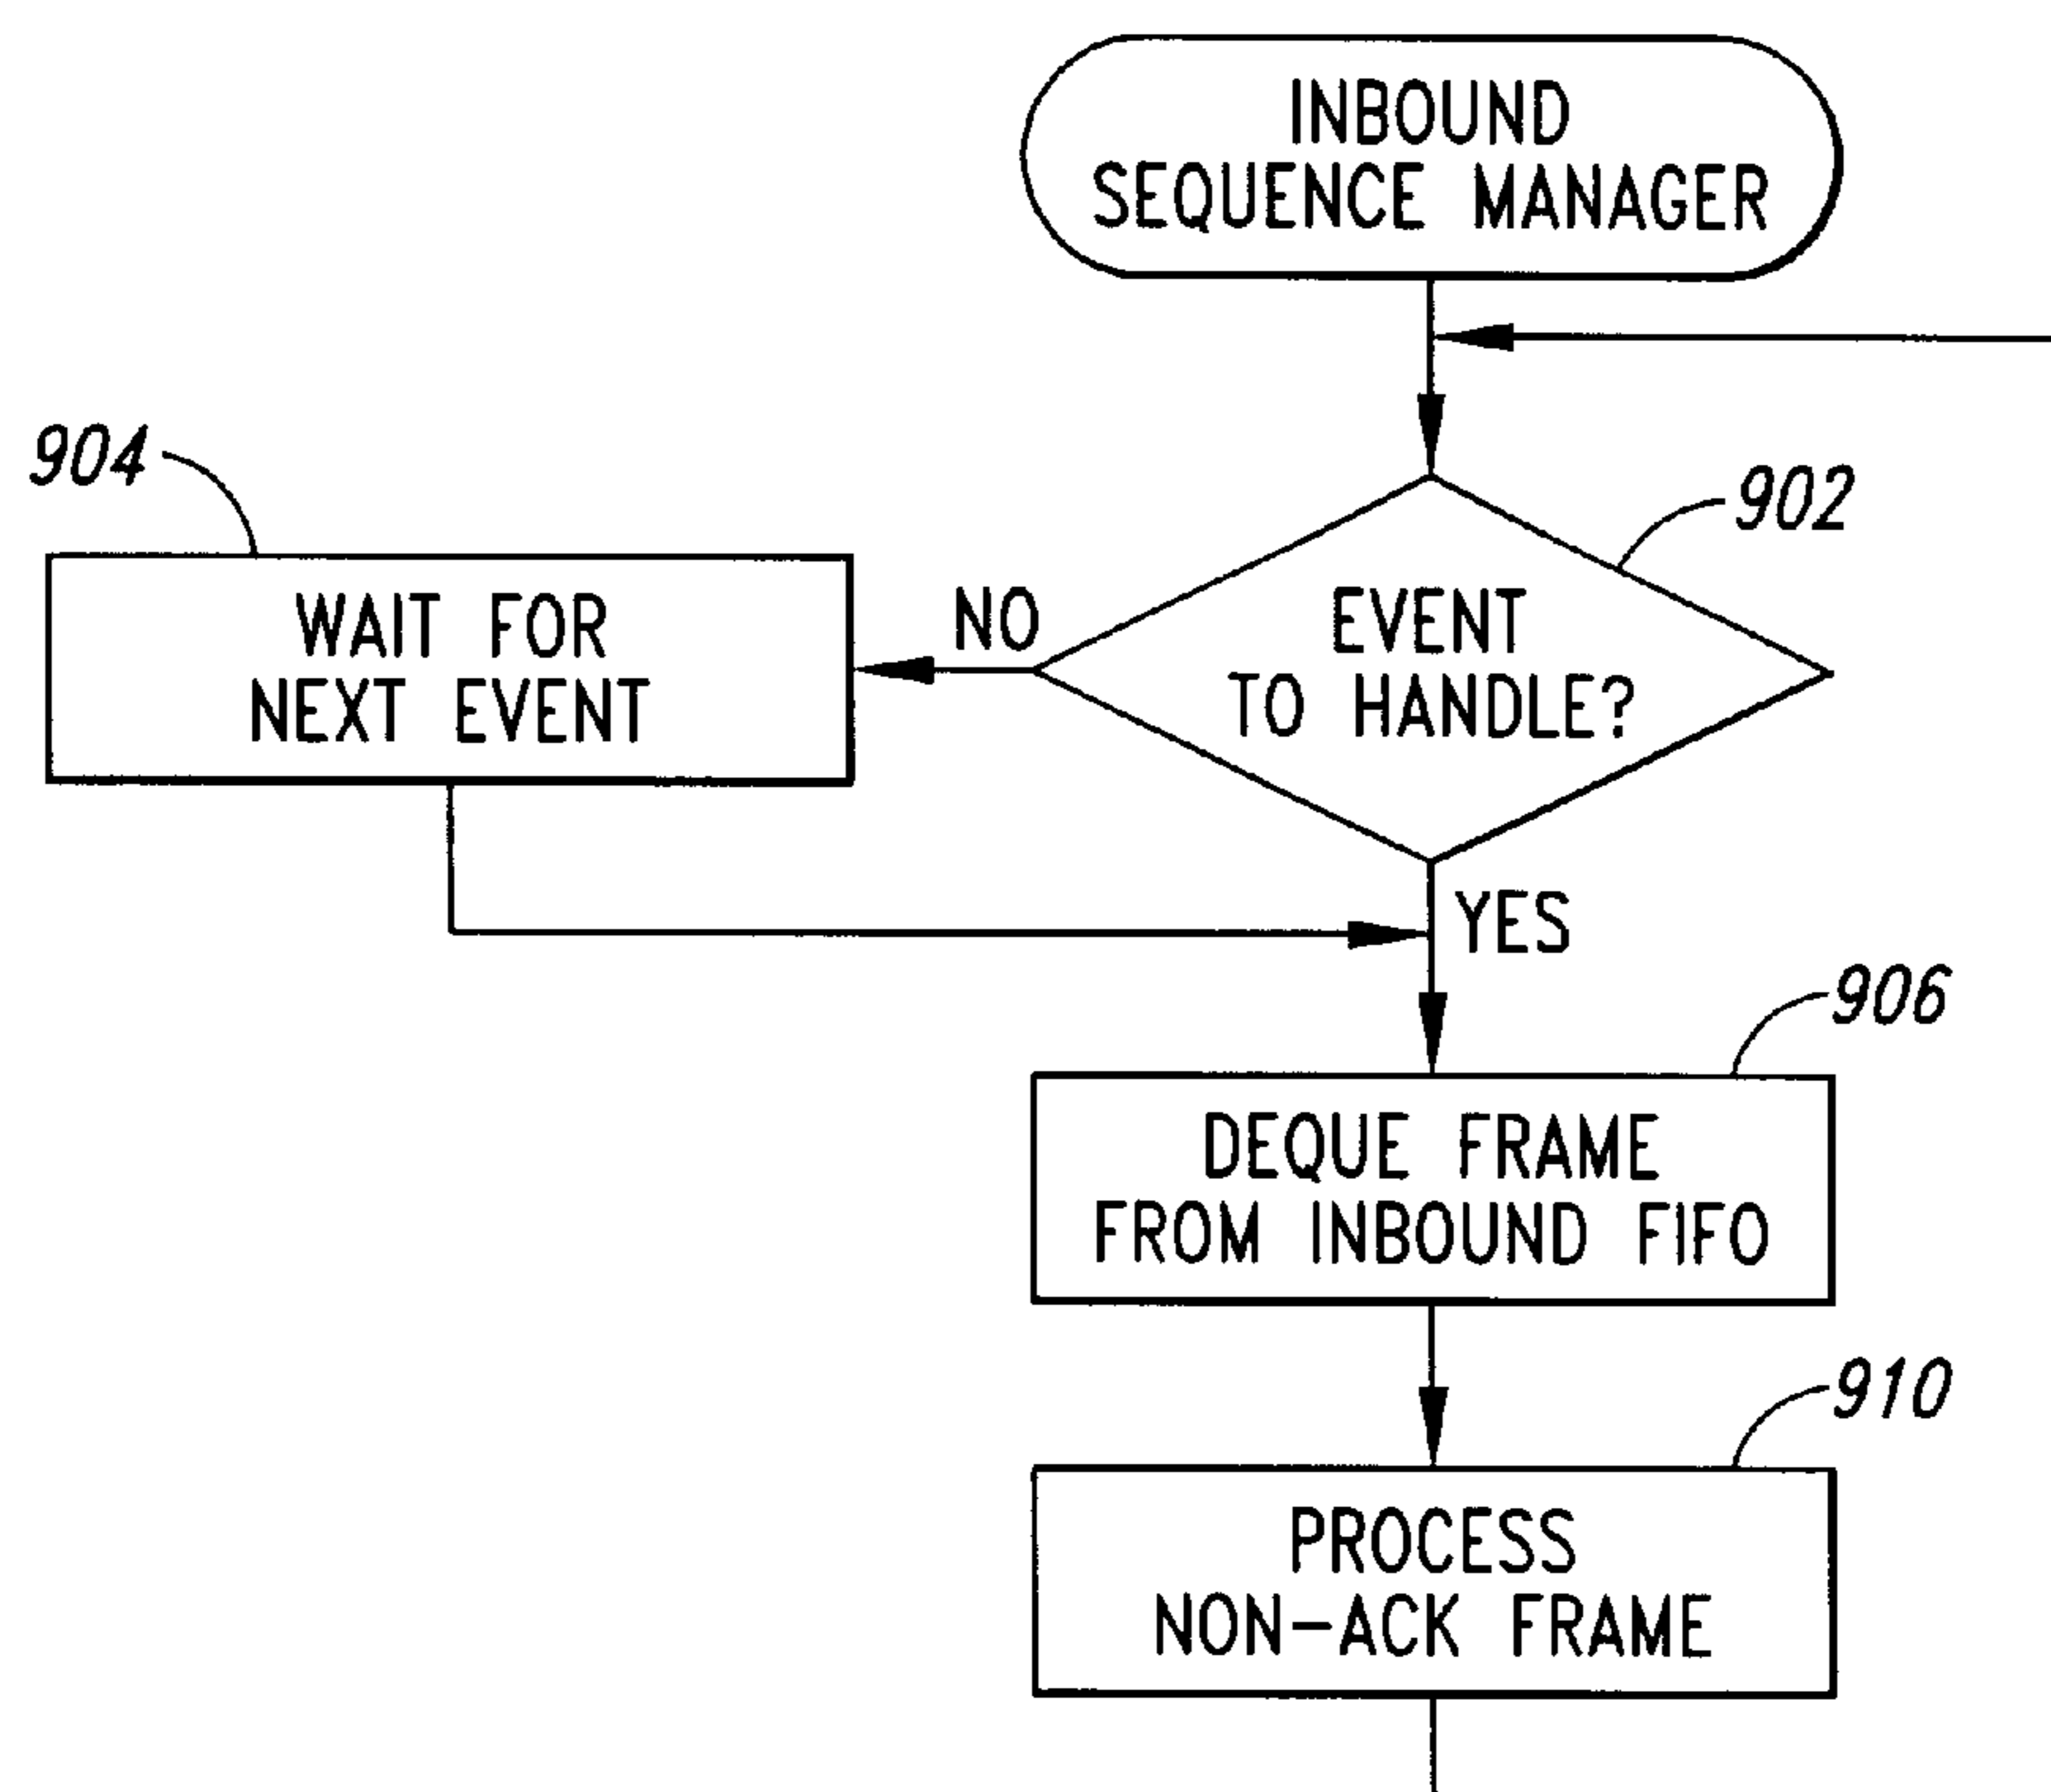 INBOUND
SEQUENCE MANAGER
904
902
WAIT FOR
NEXT EVENT
NO
EVENT
TO HANDLE?
YES
906
DEQUE FRAME
FROM INBOUND FIFO
910
PROCESS
NON-ACK FRAME